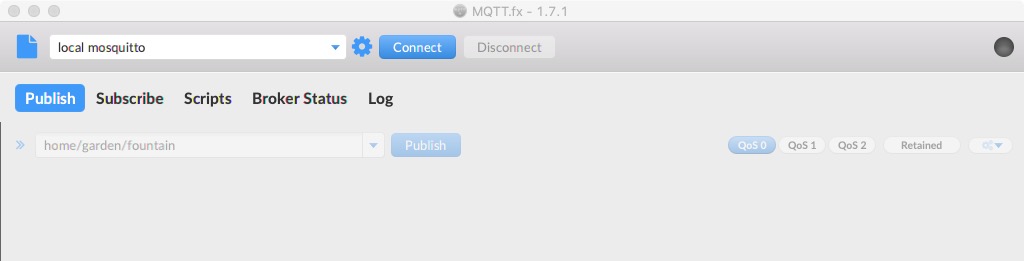 MQTT.fx - 1.7.1
local mosquitto Connect Disconnect
Publish Subscribe Scripts Broker Status Log
» home/garden/fountain Publish QoS 0 QoS 1 QoS 2 Retained